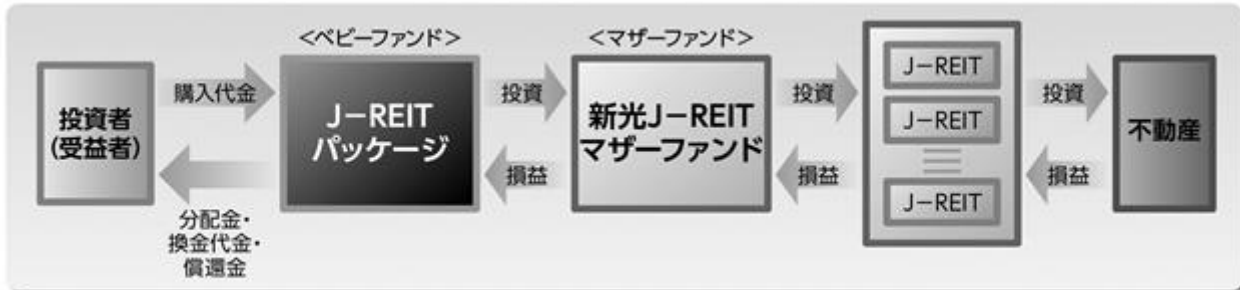 <ベビーファンド>
<マザーファンド>
投資者
(受益者)
購入代金
分配金・
換金代金・
償還金
J-REIT
パッケージ
投資
損益
新光J-REIT
マザーファンド
投資
損益
J-REIT
J-REIT
J-REIT
投資
損益
不動産